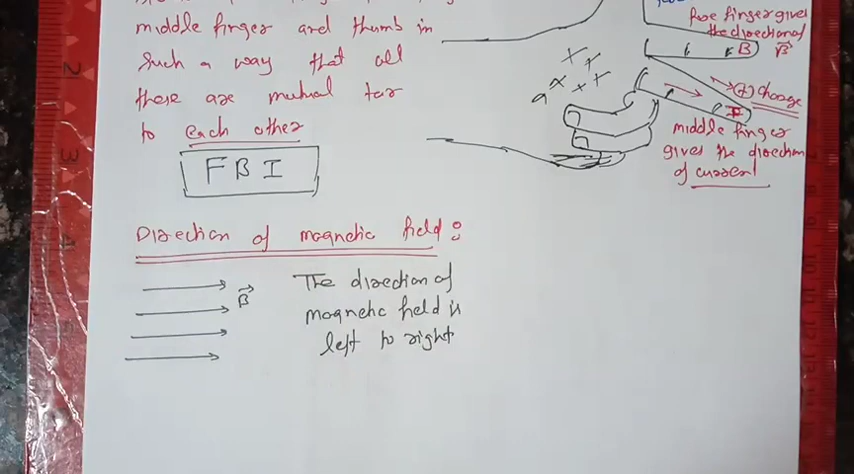 middle finger and thumb in
such a way that all
these are mutual
to each other
FBI
fore finger gives
the direction of
B
B
(+) charge
I
middle finger
gives the direction
of current
Direction of magnetic field :
B
The direction of
magnetic field is
left to right